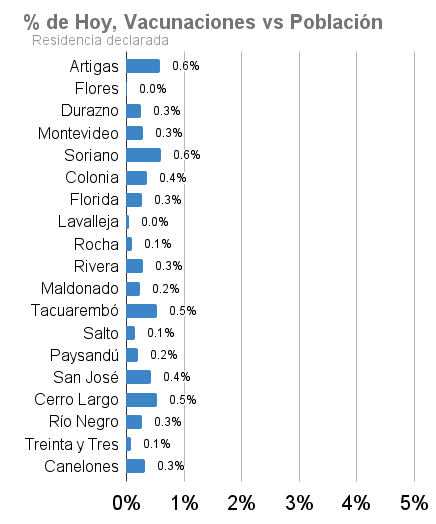 % de Hoy, Vacunaciones vs Población
Residencia declarada
Artigas 0.6%
Flores 0.0%
Durazno 0.3%
Montevideo 0.3%
Soriano 0.6%
Colonia 0.4%
Florida 0.3%
Lavalleja 0.0%
Rocha 0.1%
Rivera 0.3%
Maldonado 0.2%
Tacuarembó 0.5%
Salto 0.1%
Paysandú 0.2%
San José 0.4%
Cerro Largo 0.5%
Río Negro 0.3%
Treinta y Tres 0.1%
Canelones 0.3%
0% 1% 2% 3% 4% 5%